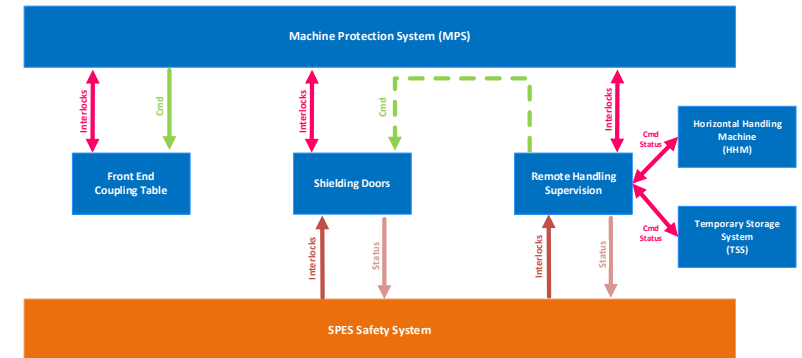 Machine Protection System (MPS)
Interlocks
Cmd
Interlocks
Cmd
Interlocks
Front End
Coupling Table
Shielding Doors
Remote Handling
Supervision
Cmd
Status
Horizontal Handling
Machine
(HHM)
Cmd
Status
Temporary Storage
System
(TSS)
Interlocks
Status
Interlocks
Status
SPES Safety System